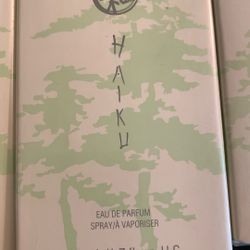 HAIKU
EAU DE PARFUM
SPRAY/À VAPORISER